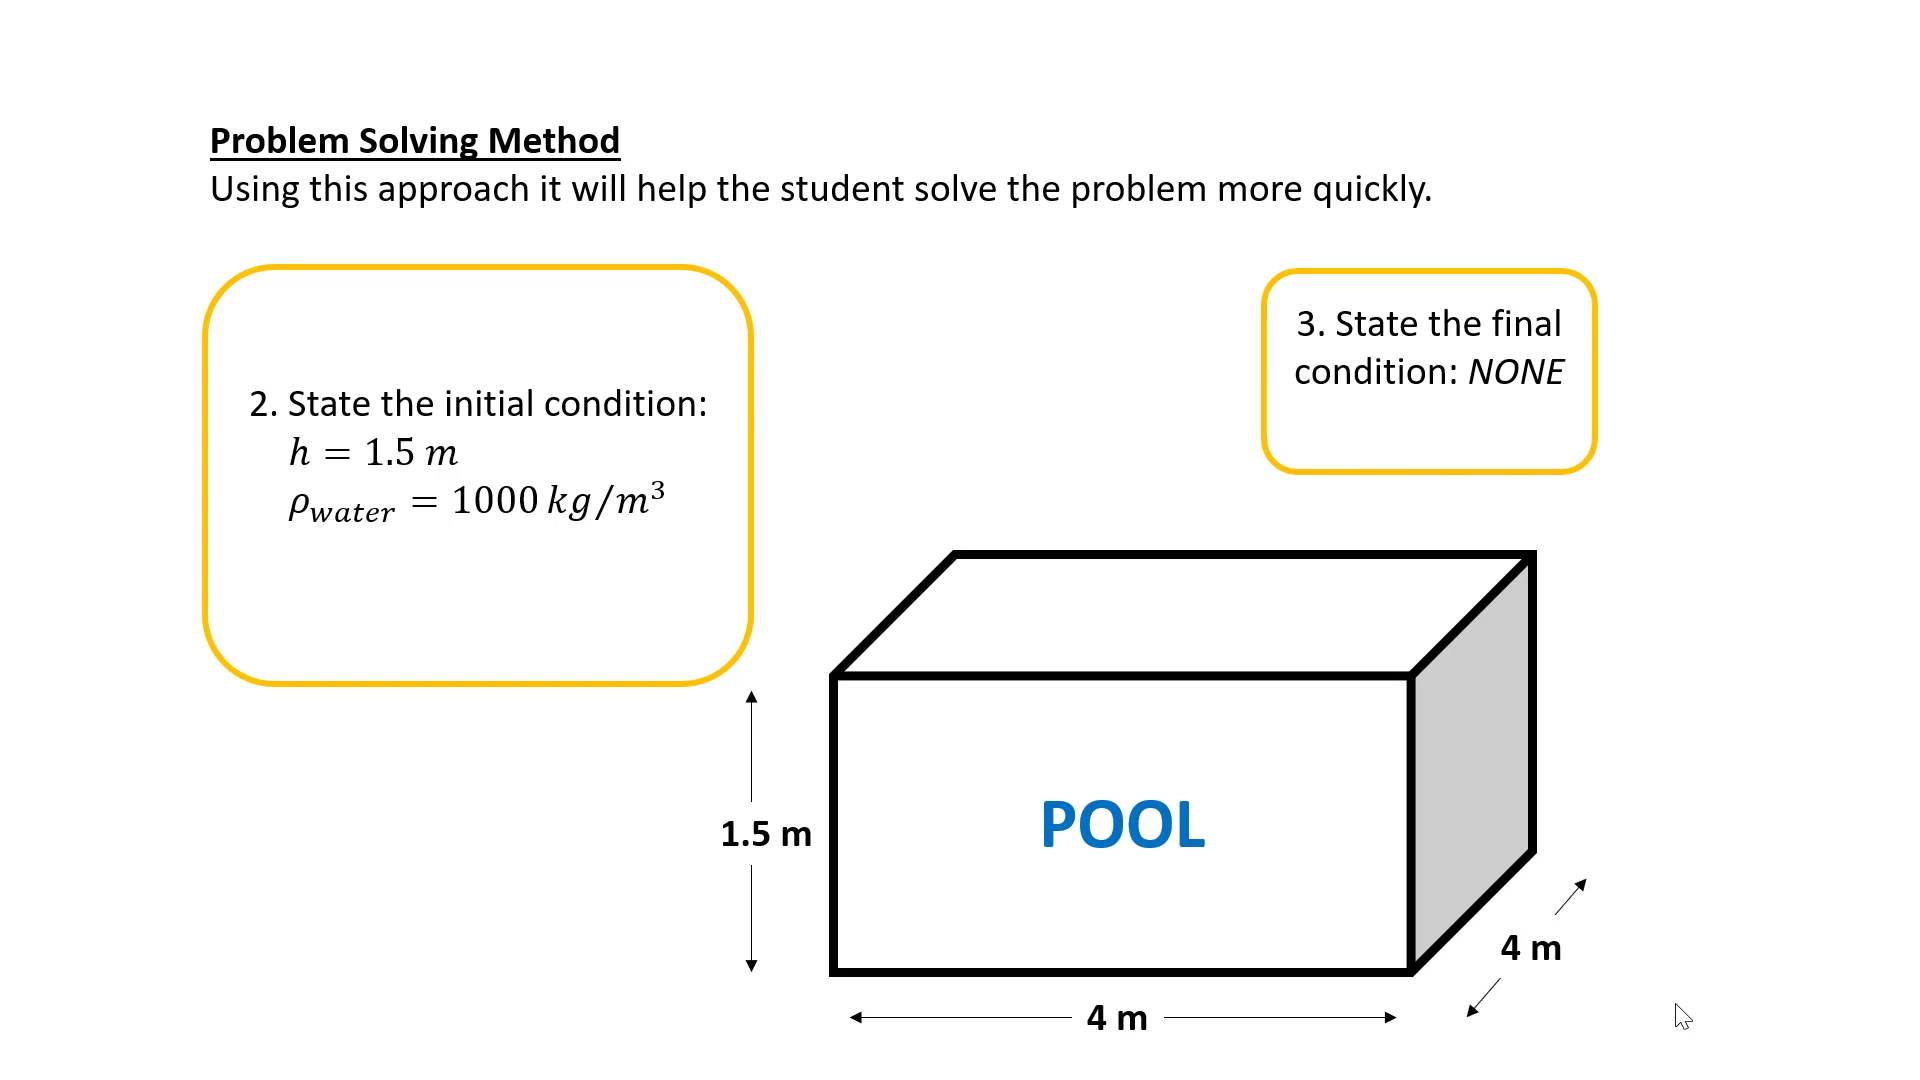 Problem Solving Method
Using this approach it will help the student solve the problem more quickly.
2. State the initial condition:
ℎ = 1.5 𝑚
𝜌𝑤𝑎𝑡𝑒𝑟 = 1000 𝑘𝑔/𝑚³
3. State the final
condition: NONE
POOL
1.5 m
4 m
4 m